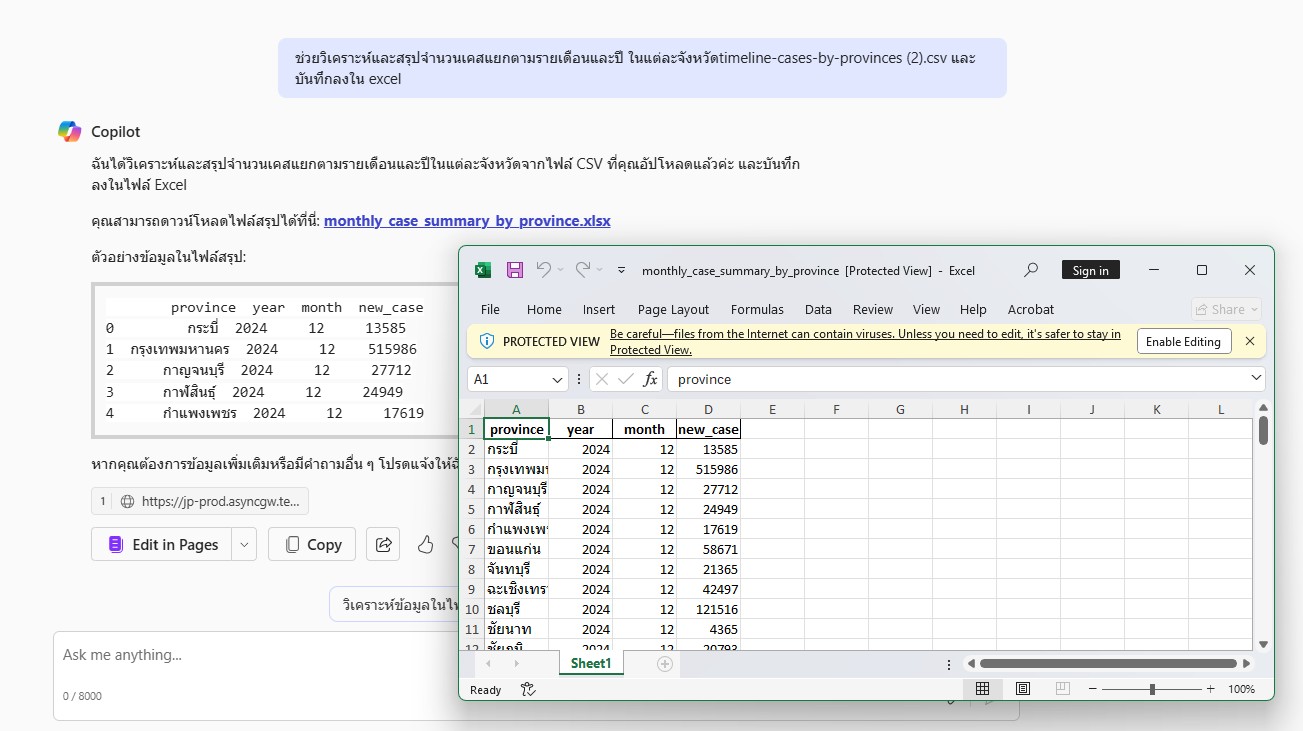 ช่วยวิเคราะห์และสรุปจำนวนเคสแยกตามรายเดือนและปี ในแต่ละจังหวัดtimeline-cases-by-provinces (2).csv และ
บันทึกลงใน excel
Copilot
ฉันได้วิเคราะห์และสรุปจำนวนเคสแยกตามรายเดือนและปีในแต่ละจังหวัดจากไฟล์ CSV ที่คุณอัปโหลดแล้วค่ะ และบันทึก
ลงในไฟล์ Excel
คุณสามารถดาวน์โหลดไฟล์สรุปได้ที่นี่: monthly_case_summary_by_province.xlsx
ตัวอย่างข้อมูลในไฟล์สรุป:
province year month new_case
0 กระบี่ 2024 12 13585
1 กรุงเทพมหานคร 2024 12 515986
2 กาญจนบุรี 2024 12 27712
3 กาฬสินธุ์ 2024 12 24949
4 กำแพงเพชร 2024 12 17619
หากคุณต้องการข้อมูลเพิ่มเติมหรือมีคำถามอื่น ๆ โปรดแจ้งให้
1 https://jp-prod.asyncgw.te...
Edit in Pages Copy
วิเคราะห์ข้อมูลใน
Ask me anything...
0 / 8000
monthly_case_summary_by_province [Protected View] - Excel Sign in
File Home Insert Page Layout Formulas Data Review View Help Acrobat Share
PROTECTED VIEW Be careful—files from the Internet can contain viruses. Unless you need to edit, it's safer to stay in
Protected View. Enable Editing
A1 fx province
A B C D E F G H I J K L
1 province year month new_case
2 กระบี่ 2024 12 13585
3 กรุงเทพม 2024 12 515986
4 กาญจนบุรี 2024 12 27712
5 กาฬสินธุ์ 2024 12 24949
6 กำแพงเพ 2024 12 17619
7 ขอนแก่น 2024 12 58671
8 จันทบุรี 2024 12 21365
9 ฉะเชิงเทร 2024 12 42497
10 ชลบุรี 2024 12 121516
11 ชัยนาท 2024 12 4365
12 ชัยภูมิ 2024 12 20793
Sheet1
Ready 100%